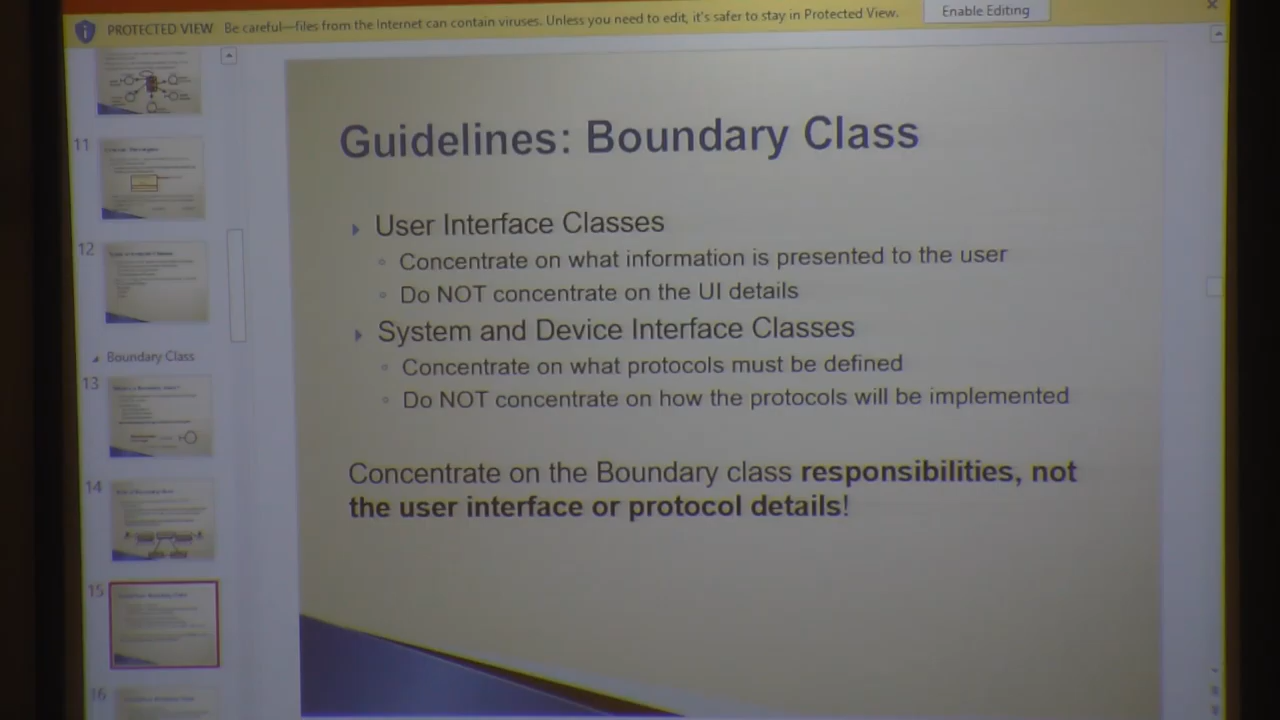 PROTECTED VIEW Be careful—files from the Internet can contain viruses. Unless you need to edit, it's safer to stay in Protected View.
Enable Editing
11
12
Boundary Class
13
14
15
16
Guidelines: Boundary Class
User Interface Classes
Concentrate on what information is presented to the user
Do NOT concentrate on the UI details
System and Device Interface Classes
Concentrate on what protocols must be defined
Do NOT concentrate on how the protocols will be implemented
Concentrate on the Boundary class responsibilities, not
the user interface or protocol details!